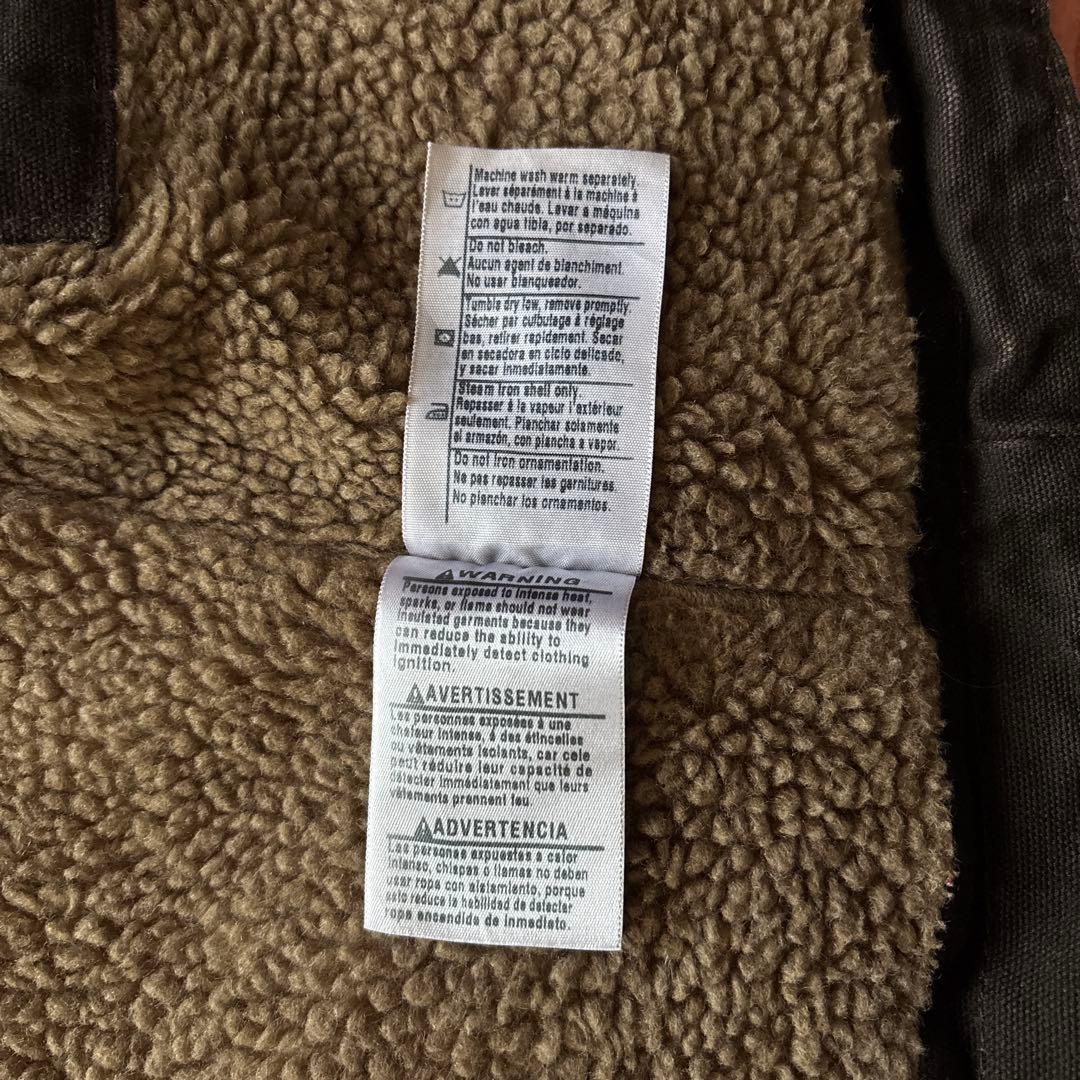 Machine wash warm separately.
Laver séparément à la machine à
l'eau chaude. Lavar a máquina
con agua tibia, por separado.
Do not bleach.
Aucun agent de blanchiment.
No usar blanqueador.
Tumble dry low, remove promptly.
Sécher par culbutage à réglage
bas, retirer rapidement. Secar
en secadora en ciclo delicado,
y sacar inmediatamente.
Steam iron shell only.
Repasser à la vapeur l'extérieur
seulement. Planchar solamente
el armazón, con plancha a vapor.
Do not iron ornamentation.
Ne pas repasser les garnitures.
No planchar los ornamentos.
WARNING
Persons exposed to intense heat,
sparks, or flame should not wear
insulated garments because they
can reduce the ability to
immediately detect clothing
ignition.
AVERTISSEMENT
Les personnes exposées à une
chaleur intense, à des étincelles
ou vêtements isolants, car cele
peut réduire leur capacité de
détecter immédiatement que leurs
vêtements prennent feu.
ADVERTENCIA
Las personas expuestas a calor
intenso, chispas o llamas no deben
usar ropa con aislamiento, porque
esto reduce la habilidad de detectar
ropa encendida de inmediato.